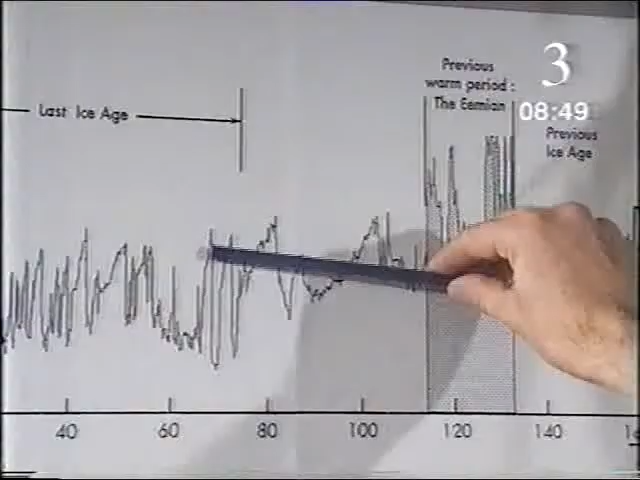 Previous
warm period :
The Eemian
3
08:49
Last Ice Age
Previous
Ice Age
40
60
80
100
120
140